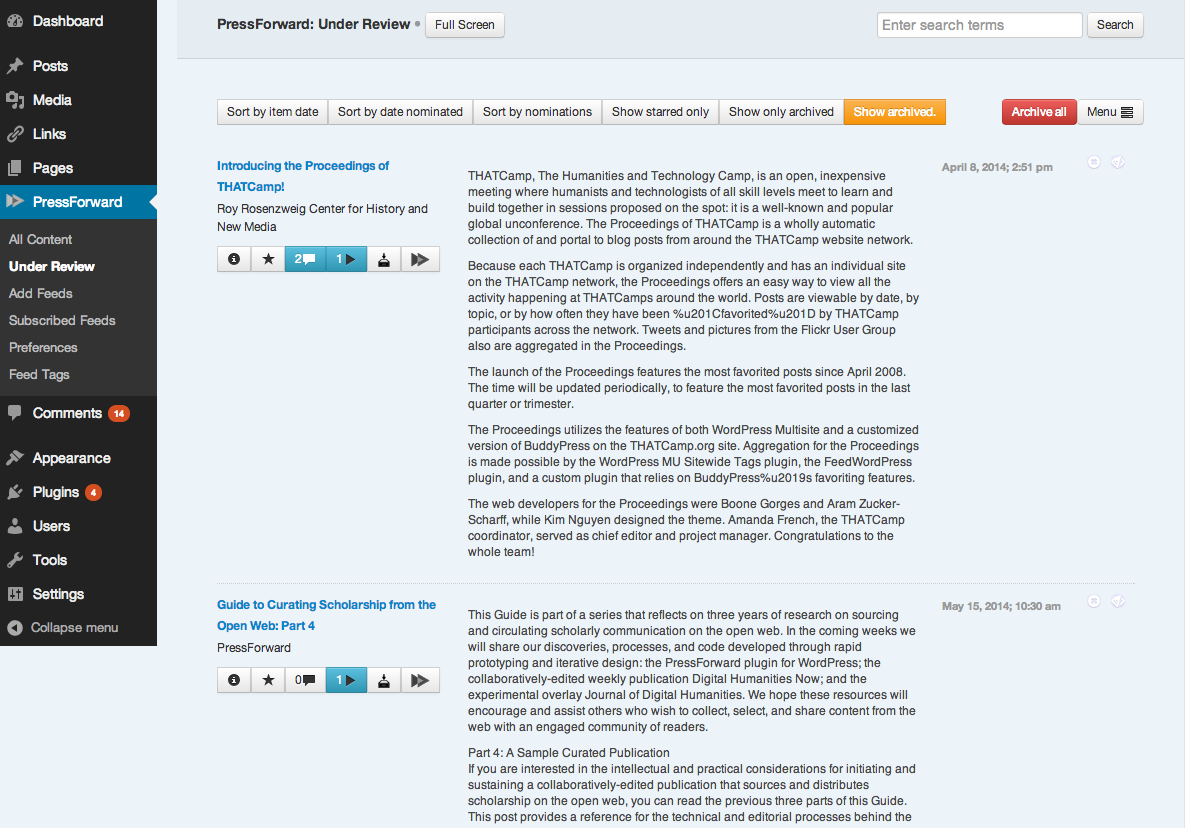 Dashboard
Posts
Media
Links
Pages
PressForward
All Content
Under Review
Add Feeds
Subscribed Feeds
Preferences
Feed Tags
Comments 14
Appearance
Plugins 4
Users
Tools
Settings
Collapse menu
PressForward: Under Review • Full Screen
Enter search terms Search
Sort by item date Sort by date nominated Sort by nominations Show starred only Show only archived Show archived. Archive all Menu
Introducing the Proceedings of
THATCamp!
Roy Rosenzweig Center for History and
New Media
2 1
THATCamp, The Humanities and Technology Camp, is an open, inexpensive
meeting where humanists and technologists of all skill levels meet to learn and
build together in sessions proposed on the spot: it is a well-known and popular
global unconference. The Proceedings of THATCamp is a wholly automatic
collection of and portal to blog posts from around the THATCamp website network.
Because each THATCamp is organized independently and has an individual site
on the THATCamp network, the Proceedings offers an easy way to view all the
activity happening at THATCamps around the world. Posts are viewable by date, by
topic, or by how often they have been %u201Cfavorited%u201D by THATCamp
participants across the network. Tweets and pictures from the Flickr User Group
also are aggregated in the Proceedings.
The launch of the Proceedings features the most favorited posts since April 2008.
The time will be updated periodically, to feature the most favorited posts in the last
quarter or trimester.
The Proceedings utilizes the features of both WordPress Multisite and a customized
version of BuddyPress on the THATCamp.org site. Aggregation for the Proceedings
is made possible by the WordPress MU Sitewide Tags plugin, the FeedWordPress
plugin, and a custom plugin that relies on BuddyPress%u2019s favoriting features.
The web developers for the Proceedings were Boone Gorges and Aram Zucker-
Scharff, while Kim Nguyen designed the theme. Amanda French, the THATCamp
coordinator, served as chief editor and project manager. Congratulations to the
whole team!
April 8, 2014; 2:51 pm
Guide to Curating Scholarship from the
Open Web: Part 4
PressForward
0 1
This Guide is part of a series that reflects on three years of research on sourcing
and circulating scholarly communication on the open web. In the coming weeks we
will share our discoveries, processes, and code developed through rapid
prototyping and iterative design: the PressForward plugin for WordPress; the
collaboratively-edited weekly publication Digital Humanities Now; and the
experimental overlay Journal of Digital Humanities. We hope these resources will
encourage and assist others who wish to collect, select, and share content from the
web with an engaged community of readers.
Part 4: A Sample Curated Publication
If you are interested in the intellectual and practical considerations for initiating and
sustaining a collaboratively-edited publication that sources and distributes
scholarship on the open web, you can read the previous three parts of this Guide.
This post provides a reference for the technical and editorial processes behind the
May 15, 2014; 10:30 am